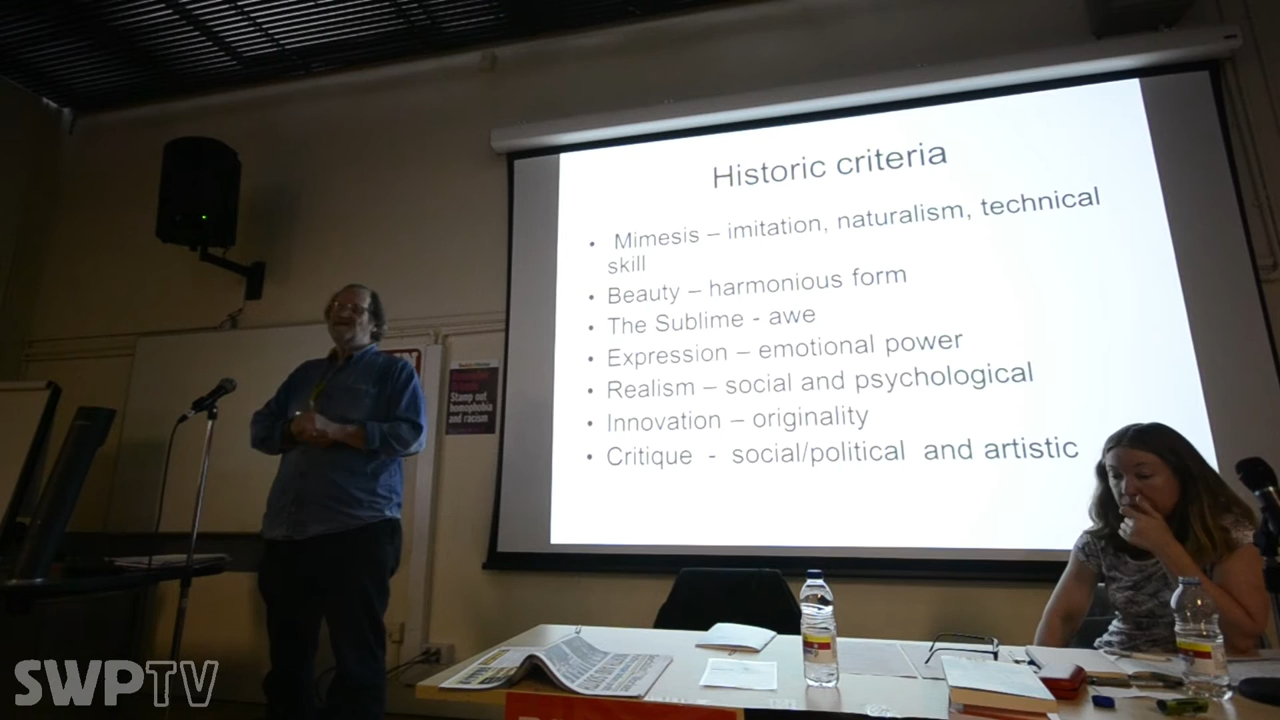 Historic criteria
• Mimesis – imitation, naturalism, technical
skill
• Beauty – harmonious form
• The Sublime - awe
• Expression – emotional power
• Realism – social and psychological
• Innovation – originality
• Critique - social/political and artistic
Stamp out
homophobia
and racism
SWPTV